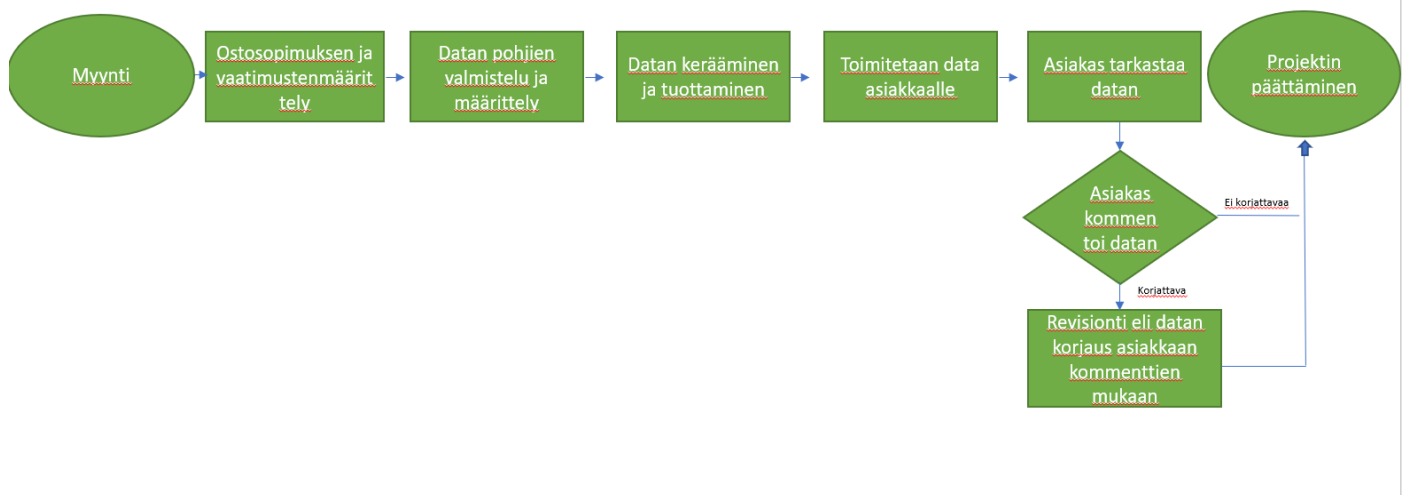 Myynti
Ostosopimuksen ja
vaatimustenmäärit
tely
Datan pohjien
valmistelu ja
määrittely
Datan kerääminen
ja tuottaminen
Toimitetaan data
asiakkaalle
Asiakas tarkastaa
datan
Projektin
päättäminen
Asiakas
kommen
toi datan
Ei korjattavaa
Korjattava
Revisionti eli datan
korjaus asiakkaan
kommenttien
mukaan